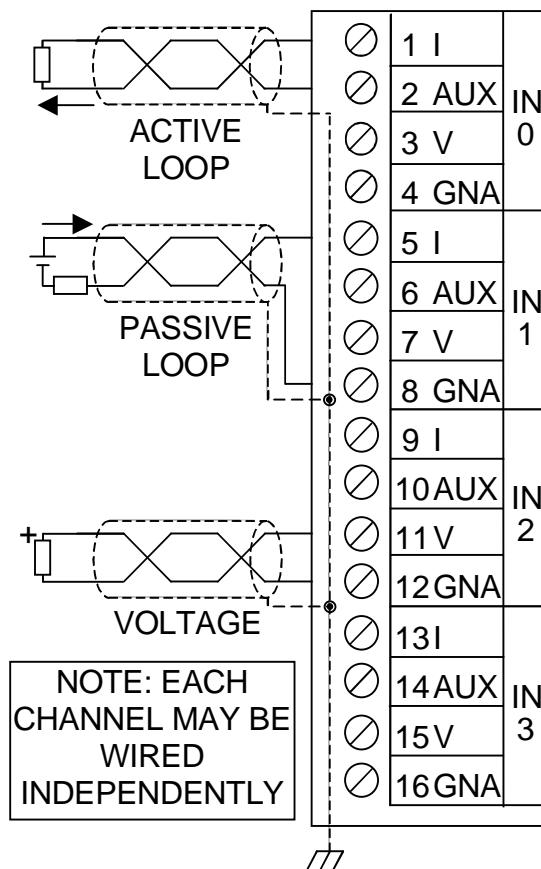 1 I
2 AUX
3 V
4 GNA
IN
0
ACTIVE
LOOP
5 I
6 AUX
7 V
8 GNA
IN
1
PASSIVE
LOOP
9 I
10 AUX
11 V
12 GNA
IN
2
+
VOLTAGE
13 I
14 AUX
15 V
16 GNA
IN
3
NOTE: EACH
CHANNEL MAY BE
WIRED
INDEPENDENTLY